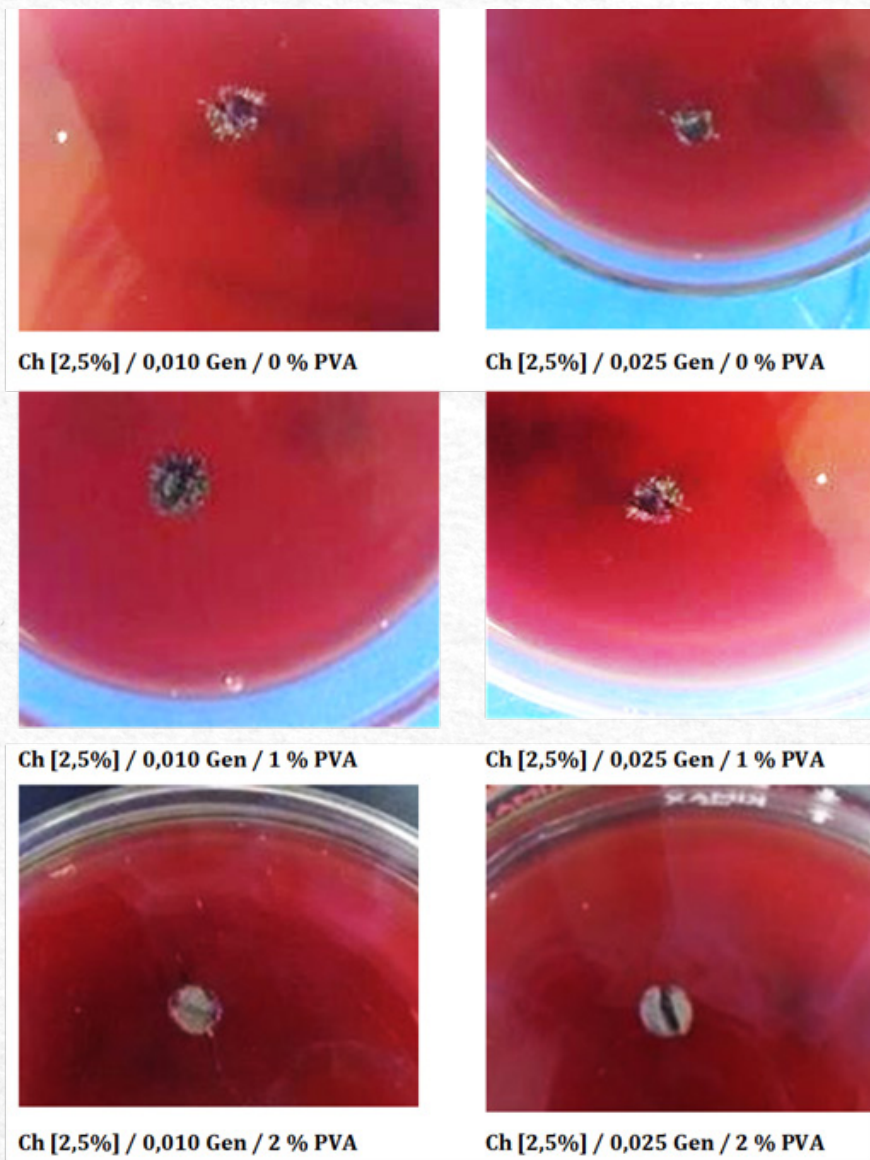 Ch [2,5%] / 0,010 Gen / 0 % PVA
Ch [2,5%] / 0,025 Gen / 0 % PVA
Ch [2,5%] / 0,010 Gen / 1 % PVA
Ch [2,5%] / 0,025 Gen / 1 % PVA
Ch [2,5%] / 0,010 Gen / 2 % PVA
Ch [2,5%] / 0,025 Gen / 2 % PVA